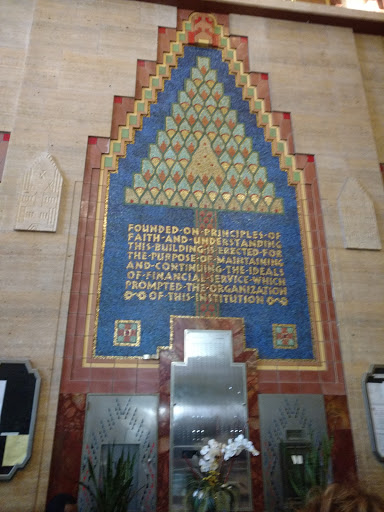 FOUNDED·ON·PRINCIPLES·OF
FAITH·AND·UNDERSTANDING
THIS·BUILDING·IS·ERECTED·FOR
THE·PURPOSE·OF·MAINTAINING
AND·CONTINUING·THE·IDEALS
OF·FINANCIAL·SERVICE·WHICH
PROMPTED·THE·ORGANIZATION
OF·THIS·INSTITUTION